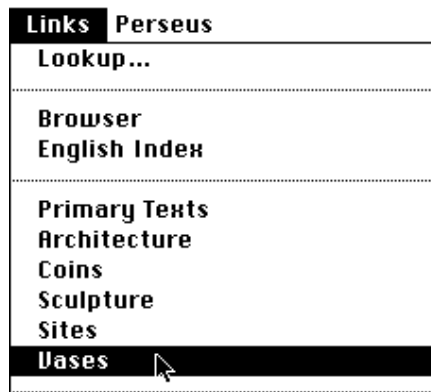 Links Perseus
Lookup...
Browser
English Index
Primary Texts
Architecture
Coins
Sculpture
Sites
Vases